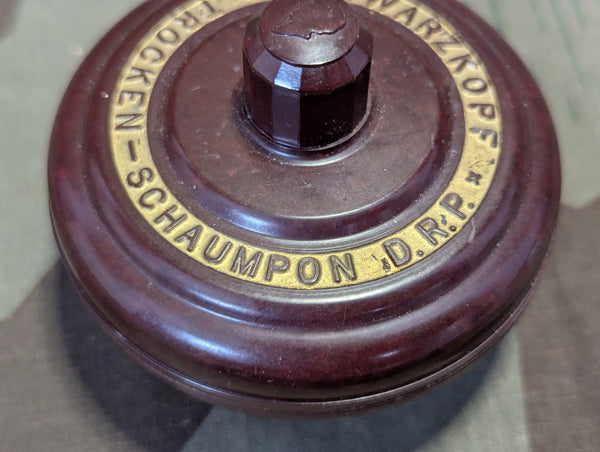 TROCKEN-SCHAUMPON D.R.P. * WARZKOPF